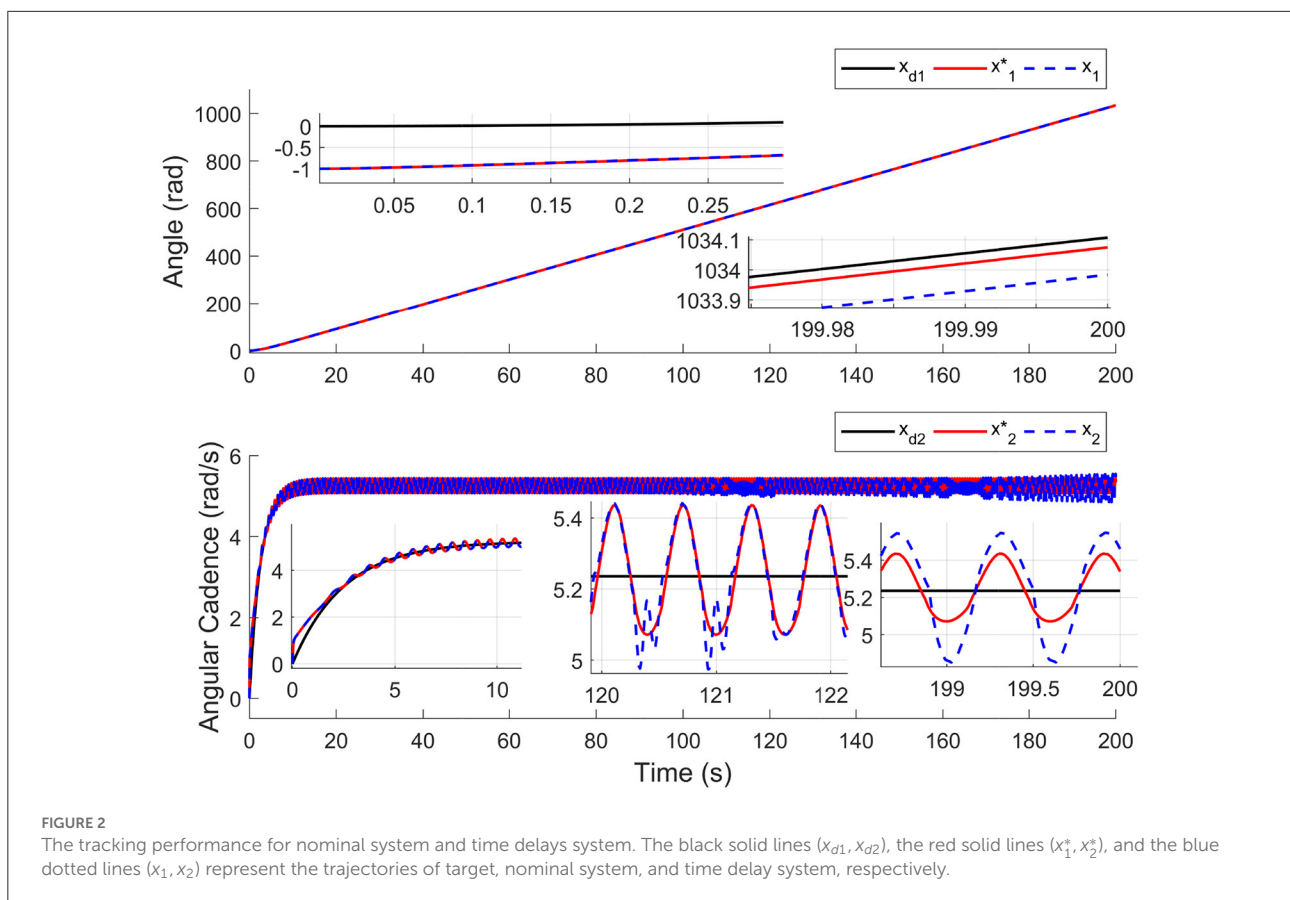 x_d1 x*_1 x_1
Angle (rad)
1000
800
600
400
200
0
0
-0.5
-1
0.05 0.1 0.15 0.2 0.25
1034.1
1034
1033.9
199.98 199.99 200
0 20 40 60 80 100 120 140 160 180 200
x_d2 x*_2 x_2
Angular Cadence (rad/s)
6
4
2
0
4
2
0
0 5 10
5.4
5.2
5
120 121 122
5.4
5.2
5
199 199.5 200
0 20 40 60 80 100 120 140 160 180 200
Time (s)
FIGURE 2
The tracking performance for nominal system and time delays system. The black solid lines (x_d1, x_d2), the red solid lines (x*_1, x*_2), and the blue
dotted lines (x_1, x_2) represent the trajectories of target, nominal system, and time delay system, respectively.